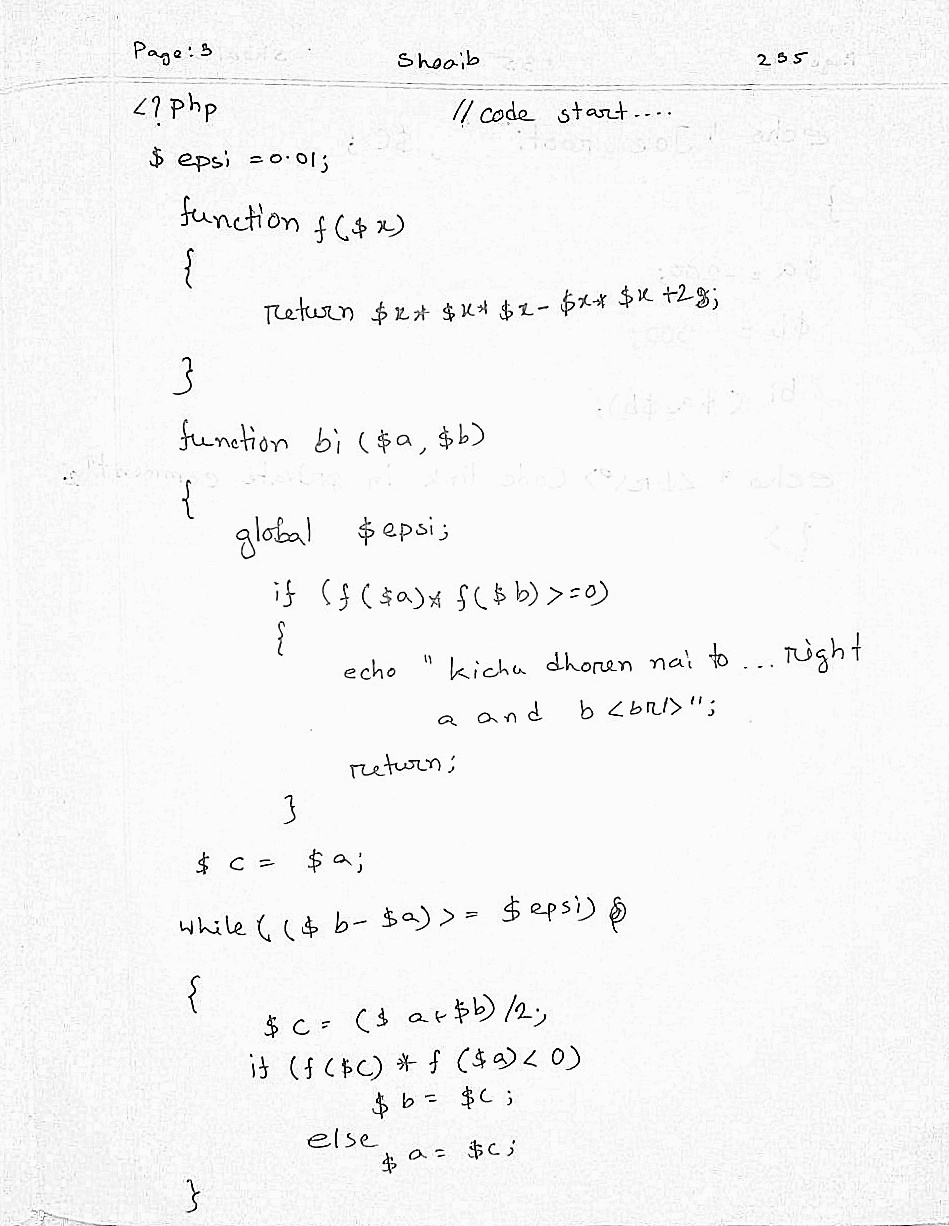 Page: 3 Shoaib 235
<?php // code start....
$ epsi = 0.01;
function f($x)
{
return $x* $x* $x - $x* $x +2;
}
function bi ($a, $b)
{
global $epsi;
if (f($a)* f($b) >=0)
{
echo " kichu dhoren nai to ... right
a and b <br/>";
return;
}
$ c = $a;
while ( ($ b- $a) >= $epsi)
{
$ c = ($ a+$b) /2;
if (f($c) * f ($a) < 0)
$ b = $c;
else
$ a = $c;
}